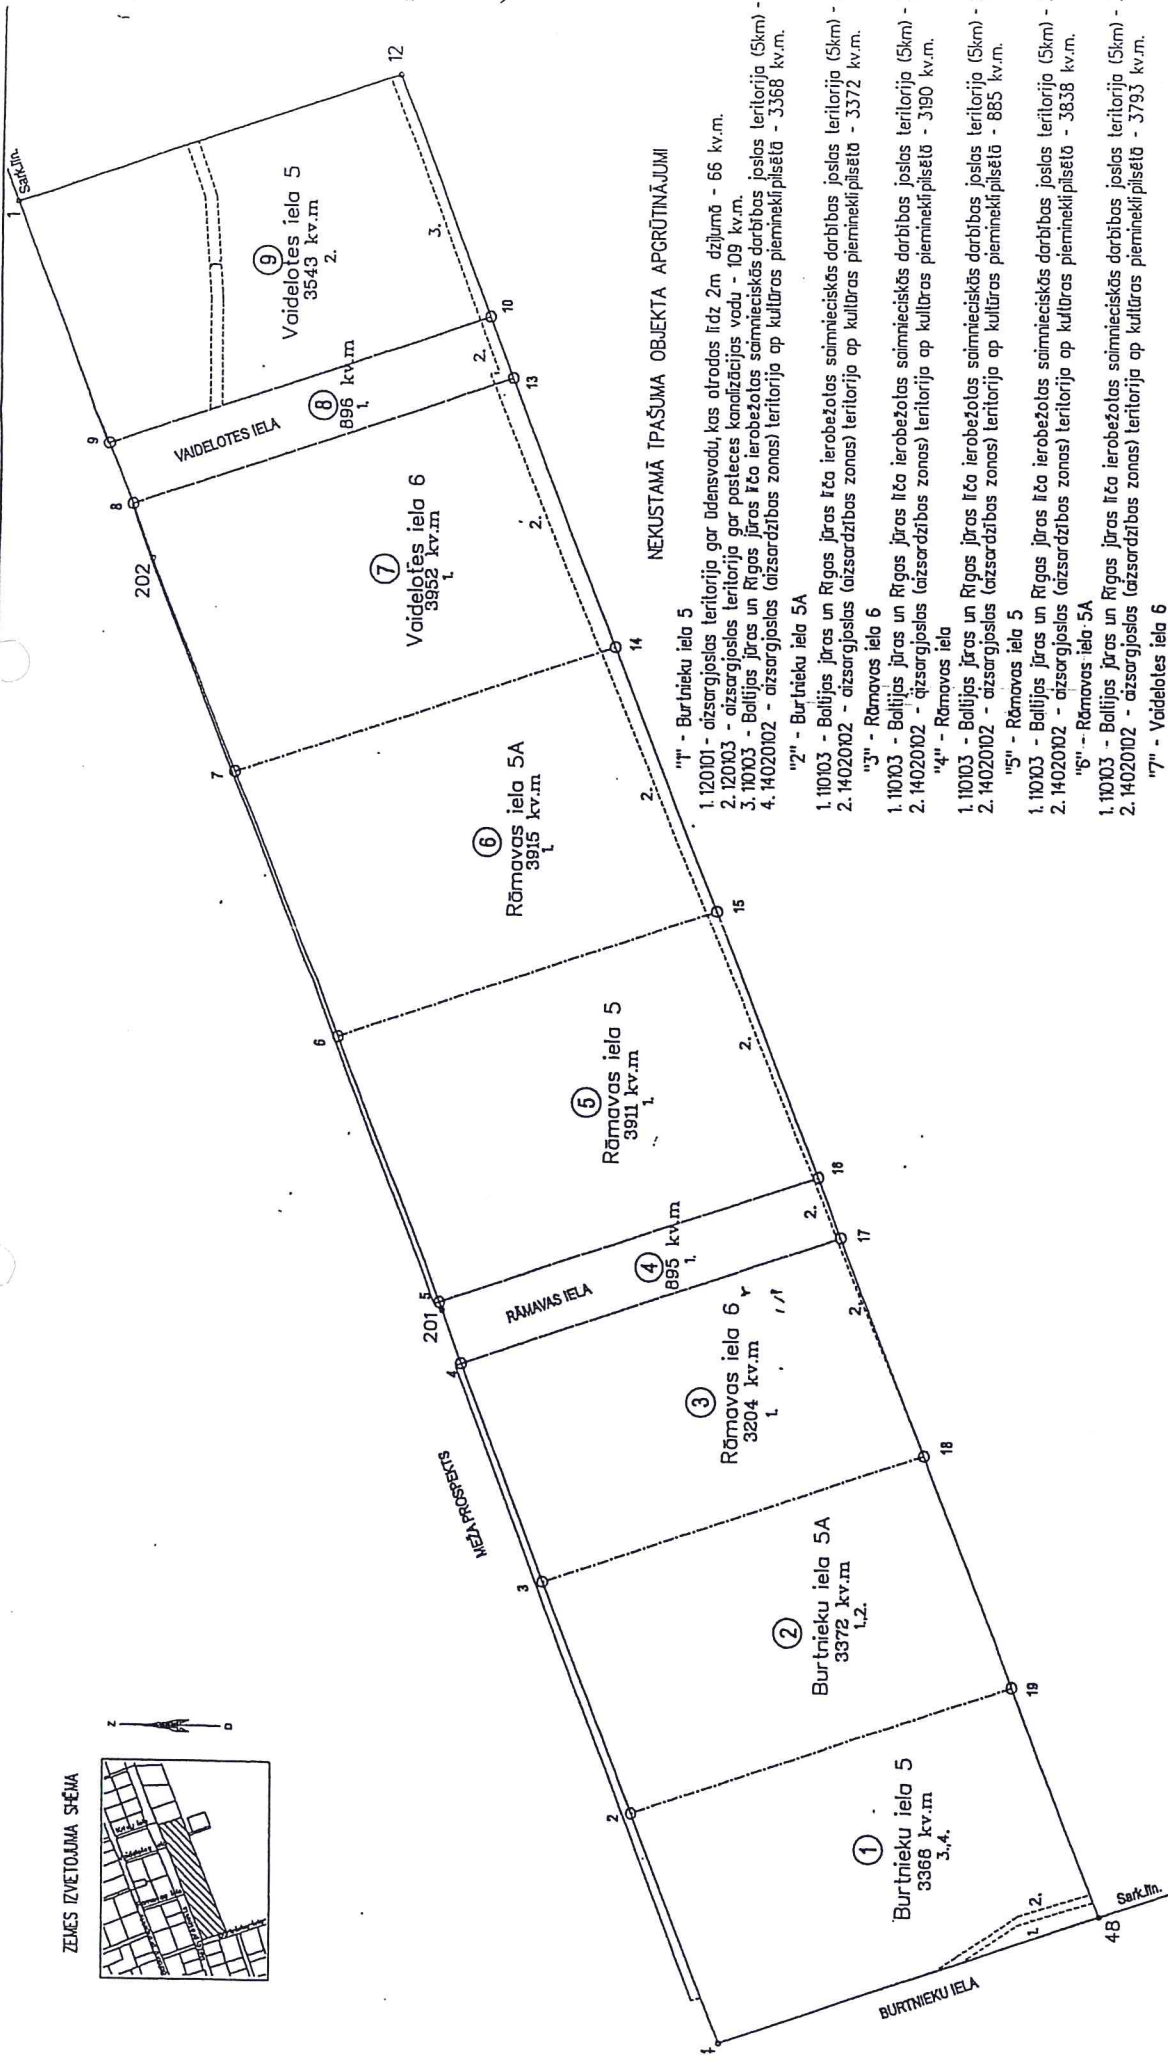 ZEMES IZVIETOJUMA SHĒMA
Z
D
MEŽA PROSPEKTS
BURTNIEKU IELA
RĀMAVAS IELA
VAIDELOTES IELA
1
2
3
4
201
5
6
7
202
8
9
1
Sark.līn.
12
10
13
14
15
16
17
18
19
48
Sark.līn.
1
Burtnieku iela 5
3368 kv.m
3.,4.
1.
2.
2
Burtnieku iela 5A
3372 kv.m
1.,2.
3
Rāmavas iela 6
3204 kv.m
1.
2.
4
895 kv.m
1.
2.
5
Rāmavas iela 5
3911 kv.m
1.
2.
6
Rāmavas iela 5A
3915 kv.m
1.
2.
7
Vaidelotes iela 6
3952 kv.m
1.
2.
8
896 kv.m
1.
2.
9
Vaidelotes iela 5
3543 kv.m
2.
3.
NEKUSTAMĀ ĪPAŠUMA OBJEKTA APGRŪTINĀJUMI
"1" - Burtnieku iela 5
1. 120101 - aizsargjoslas teritorija gar ūdensvadu, kas atrodas līdz 2m dziļumā - 66 kv.m.
2. 120103 - aizsargjoslas teritorija gar pašteces kanalizācijas vadu - 109 kv.m.
3. 110103 - Baltijas jūras un Rīgas jūras līča ierobežotas saimnieciskās darbības joslas teritorija (5km) -
4. 14020102 - aizsargjoslas (aizsardzības zonas) teritorija ap kultūras pieminekli pilsētā - 3368 kv.m.
"2" - Burtnieku iela 5A
1. 110103 - Baltijas jūras un Rīgas jūras līča ierobežotas saimnieciskās darbības joslas teritorija (5km) -
2. 14020102 - aizsargjoslas (aizsardzības zonas) teritorija ap kultūras pieminekli pilsētā - 3372 kv.m.
"3" - Rāmavas iela 6
1. 110103 - Baltijas jūras un Rīgas jūras līča ierobežotas saimnieciskās darbības joslas teritorija (5km) -
2. 14020102 - aizsargjoslas (aizsardzības zonas) teritorija ap kultūras pieminekli pilsētā - 3190 kv.m.
"4" - Rāmavas iela
1. 110103 - Baltijas jūras un Rīgas jūras līča ierobežotas saimnieciskās darbības joslas teritorija (5km) -
2. 14020102 - aizsargjoslas (aizsardzības zonas) teritorija ap kultūras pieminekli pilsētā - 885 kv.m.
"5" - Rāmavas iela 5
1. 110103 - Baltijas jūras un Rīgas jūras līča ierobežotas saimnieciskās darbības joslas teritorija (5km) -
2. 14020102 - aizsargjoslas (aizsardzības zonas) teritorija ap kultūras pieminekli pilsētā - 3838 kv.m.
"6" - Rāmavas iela 5A
1. 110103 - Baltijas jūras un Rīgas jūras līča ierobežotas saimnieciskās darbības joslas teritorija (5km) -
2. 14020102 - aizsargjoslas (aizsardzības zonas) teritorija ap kultūras pieminekli pilsētā - 3793 kv.m.
"7" - Vaidelotes iela 6